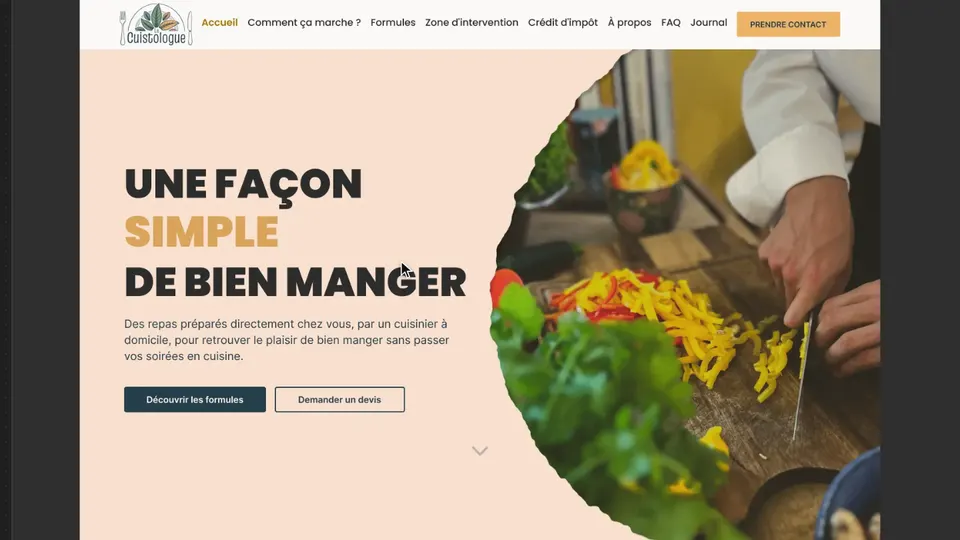 Cuistologue
Accueil Comment ça marche ? Formules Zone d'intervention Crédit d'impôt À propos FAQ Journal PRENDRE CONTACT
UNE FAÇON
SIMPLE
DE BIEN MANGER
Des repas préparés directement chez vous, par un cuisinier à
domicile, pour retrouver le plaisir de bien manger sans passer
vos soirées en cuisine.
Découvrir les formules Demander un devis